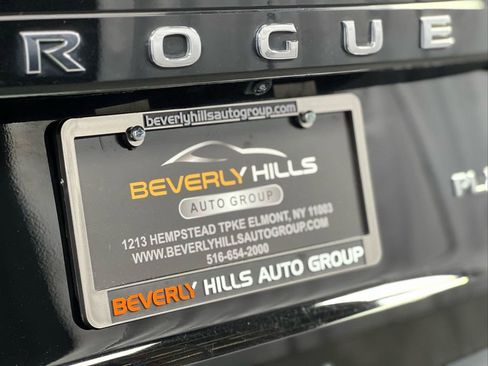 ROGUE
beverlyhillsautogroup.com
BEVERLY HILLS
AUTO GROUP
1213 HEMPSTEAD TPKE ELMONT, NY 11003
WWW.BEVERLYHILLSAUTOGROUP.COM
516-654-2000
BEVERLY HILLS AUTO GROUP